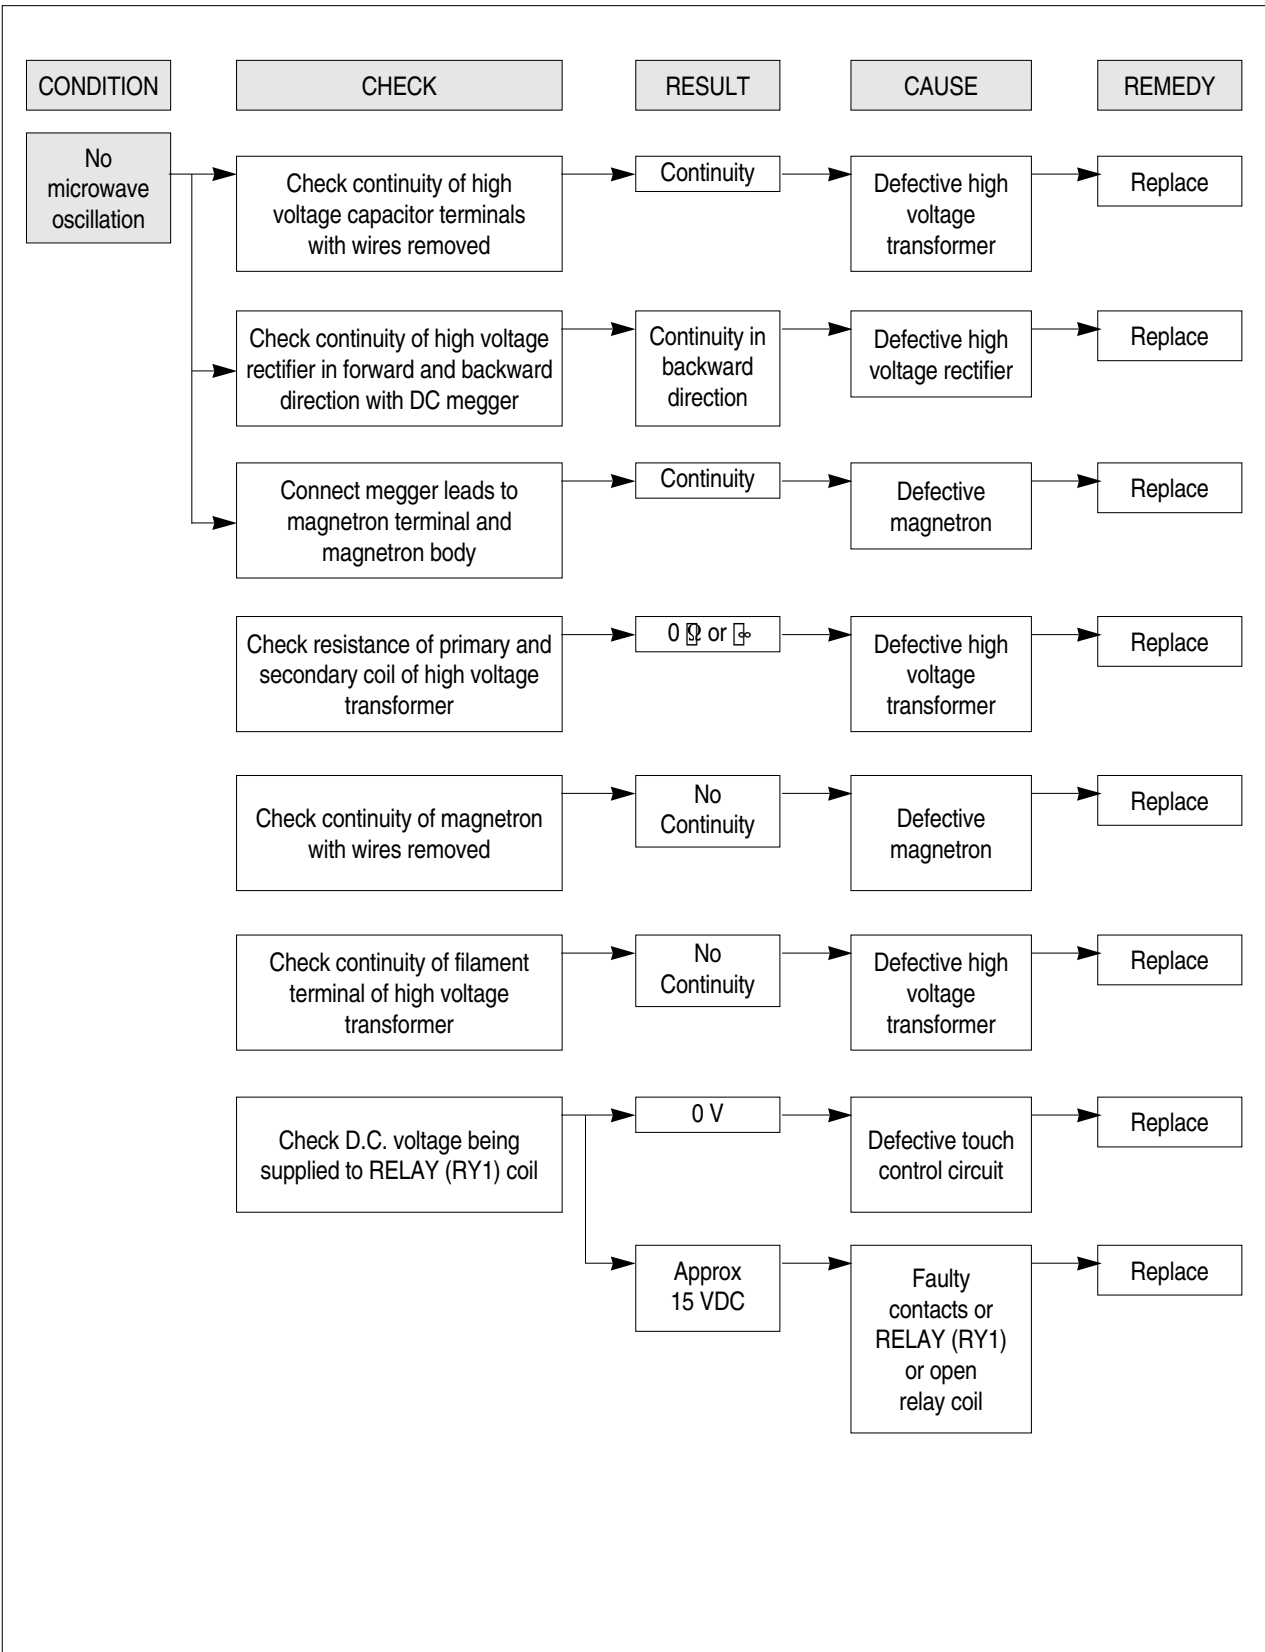 CONDITION
CHECK
RESULT
CAUSE
REMEDY
No
microwave
oscillation
Check continuity of high
voltage capacitor terminals
with wires removed
Continuity
Defective high
voltage
transformer
Replace
Check continuity of high voltage
rectifier in forward and backward
direction with DC megger
Continuity in
backward
direction
Defective high
voltage rectifier
Replace
Connect megger leads to
magnetron terminal and
magnetron body
Continuity
Defective
magnetron
Replace
Check resistance of primary and
secondary coil of high voltage
transformer
0 Ω or ∞
Defective high
voltage
transformer
Replace
Check continuity of magnetron
with wires removed
No
Continuity
Defective
magnetron
Replace
Check continuity of filament
terminal of high voltage
transformer
No
Continuity
Defective high
voltage
transformer
Replace
Check D.C. voltage being
supplied to RELAY (RY1) coil
0 V
Defective touch
control circuit
Replace
Approx
15 VDC
Faulty
contacts or
RELAY (RY1)
or open
relay coil
Replace